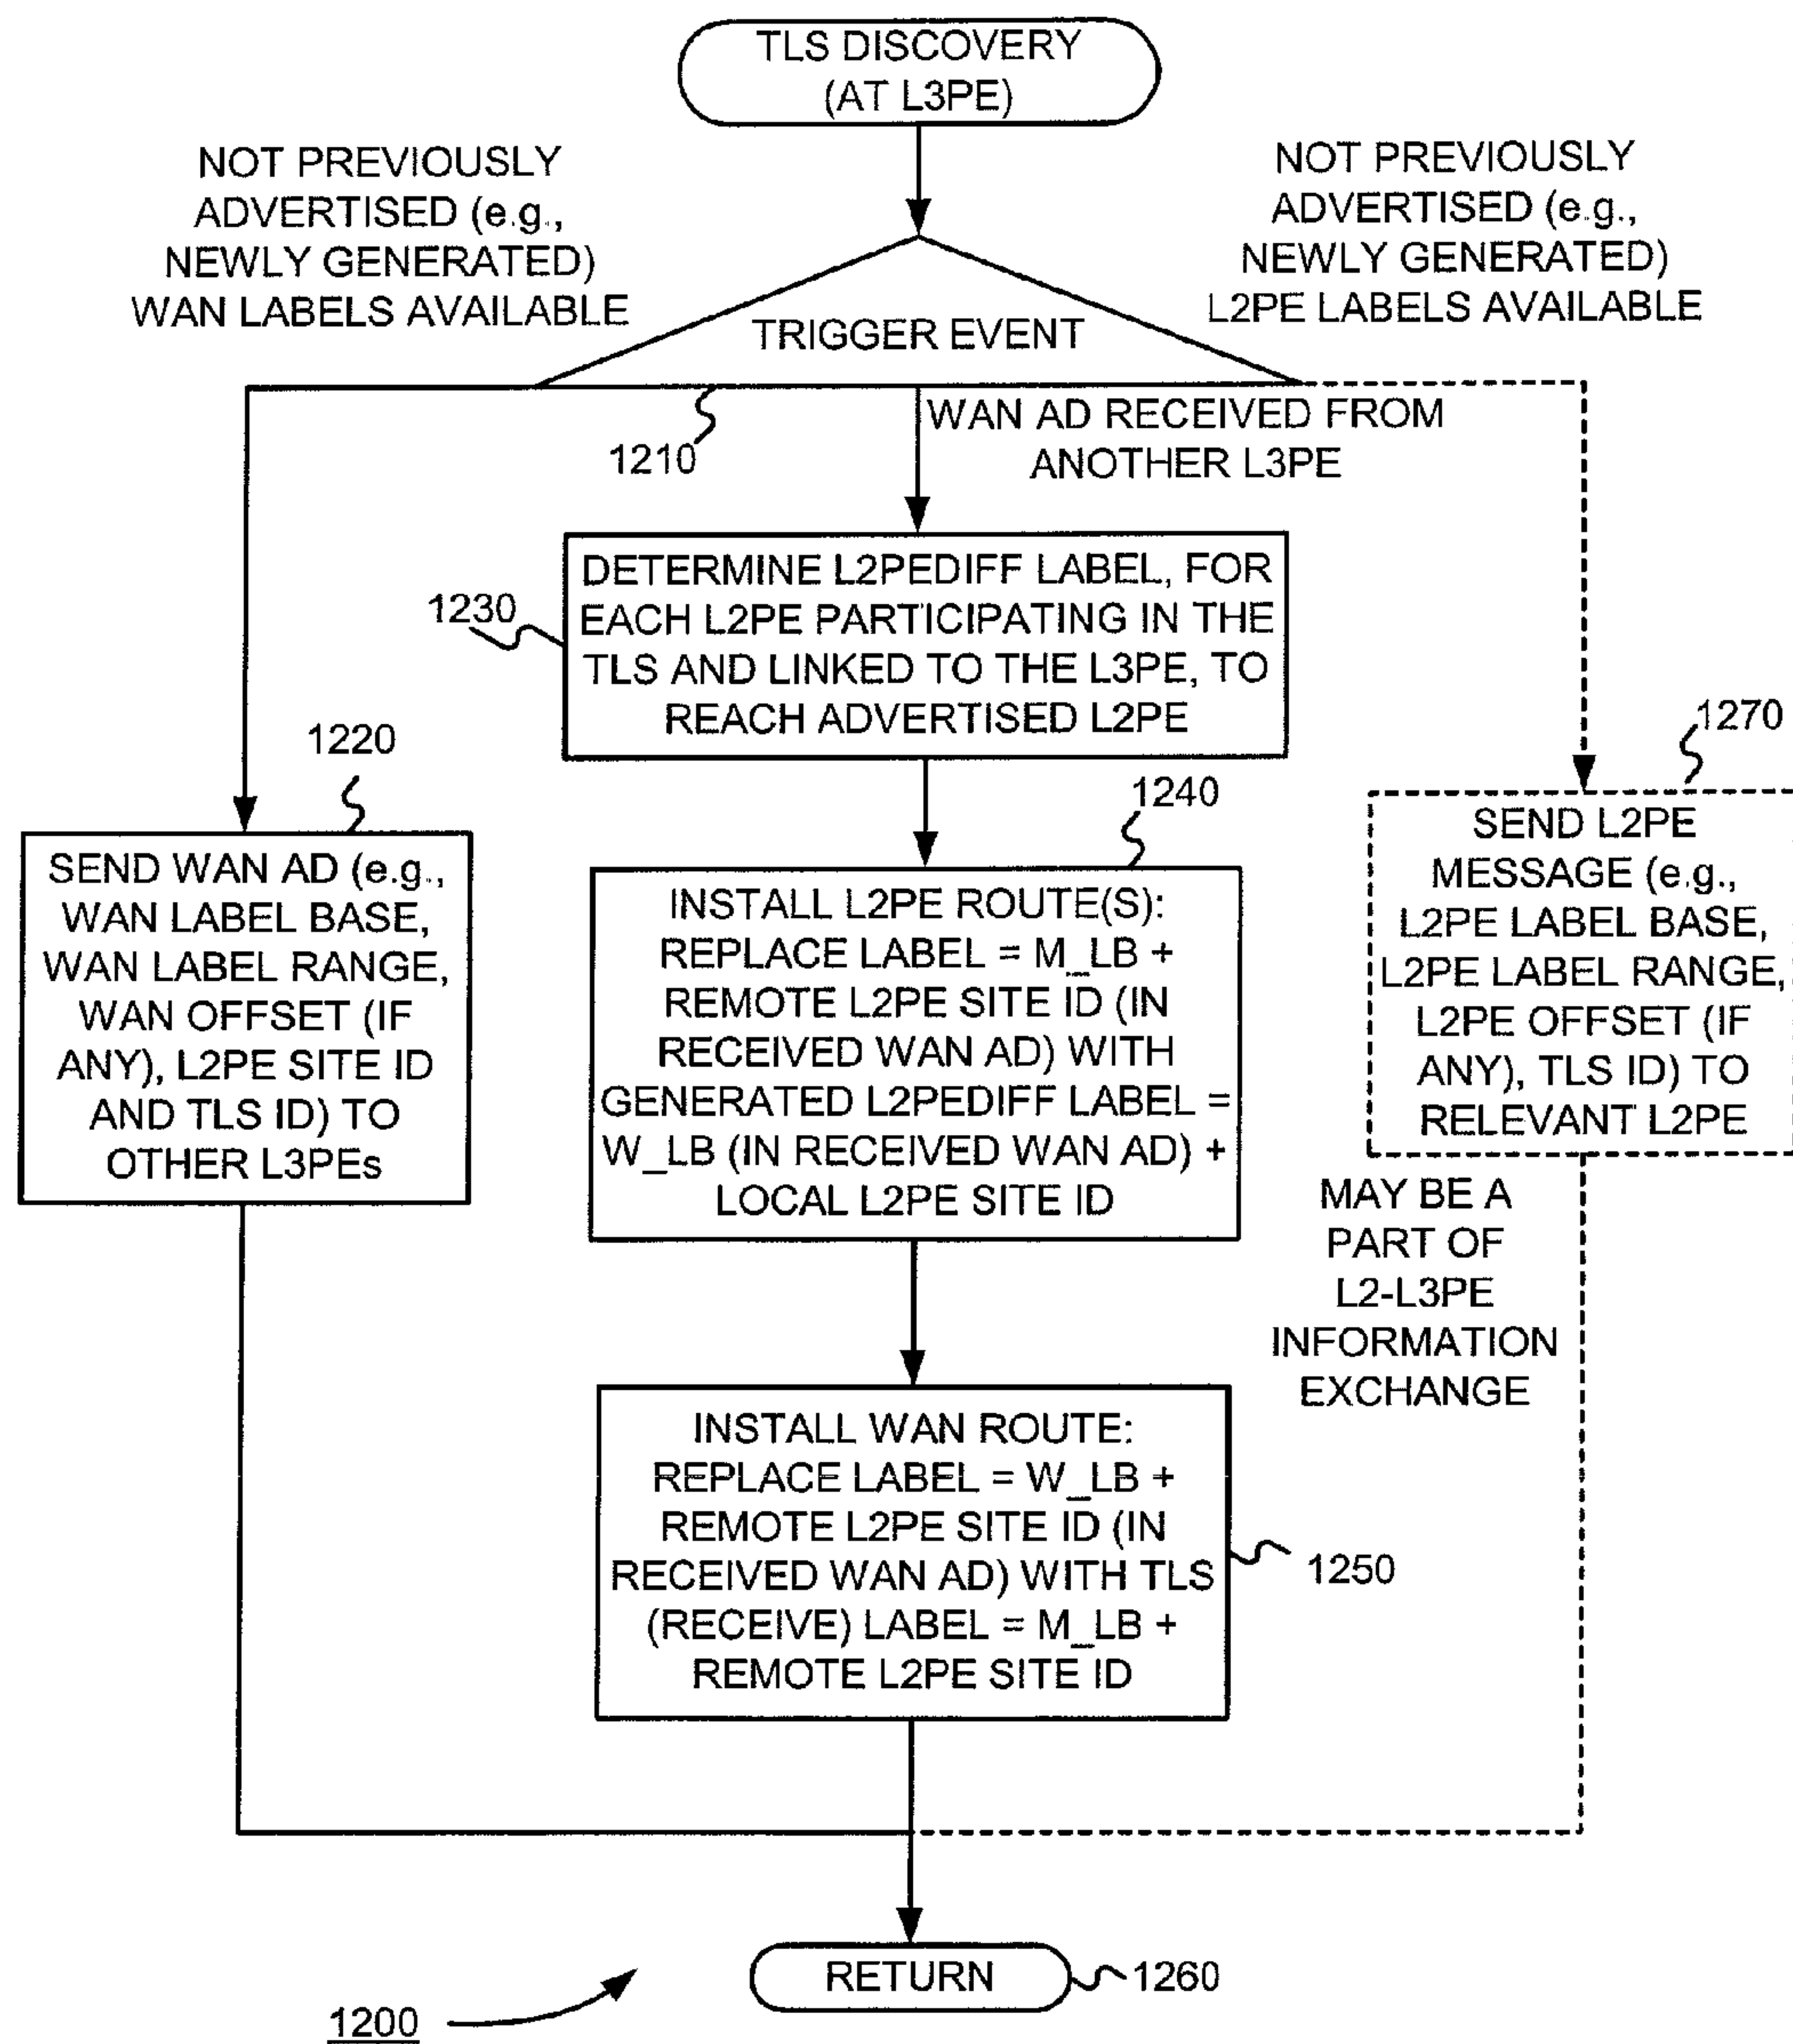 TLS DISCOVERY
(AT L3PE)
NOT PREVIOUSLY
ADVERTISED (e.g.,
NEWLY GENERATED)
WAN LABELS AVAILABLE
NOT PREVIOUSLY
ADVERTISED (e.g.,
NEWLY GENERATED)
L2PE LABELS AVAILABLE
TRIGGER EVENT
1210
WAN AD RECEIVED FROM
ANOTHER L3PE
1230
DETERMINE L2PEDIFF LABEL, FOR
EACH L2PE PARTICIPATING IN THE
TLS AND LINKED TO THE L3PE, TO
REACH ADVERTISED L2PE
1220
SEND WAN AD (e.g.,
WAN LABEL BASE,
WAN LABEL RANGE,
WAN OFFSET (IF
ANY), L2PE SITE ID
AND TLS ID) TO
OTHER L3PEs
1240
INSTALL L2PE ROUTE(S):
REPLACE LABEL = M_LB +
REMOTE L2PE SITE ID (IN
RECEIVED WAN AD) WITH
GENERATED L2PEDIFF LABEL =
W_LB (IN RECEIVED WAN AD) +
LOCAL L2PE SITE ID
1270
SEND L2PE
MESSAGE (e.g.,
L2PE LABEL BASE,
L2PE LABEL RANGE,
L2PE OFFSET (IF
ANY), TLS ID) TO
RELEVANT L2PE
MAY BE A
PART OF
L2-L3PE
INFORMATION
EXCHANGE
INSTALL WAN ROUTE:
REPLACE LABEL = W_LB +
REMOTE L2PE SITE ID (IN
RECEIVED WAN AD) WITH TLS
(RECEIVE) LABEL = M_LB +
REMOTE L2PE SITE ID
1250
RETURN
1260
1200